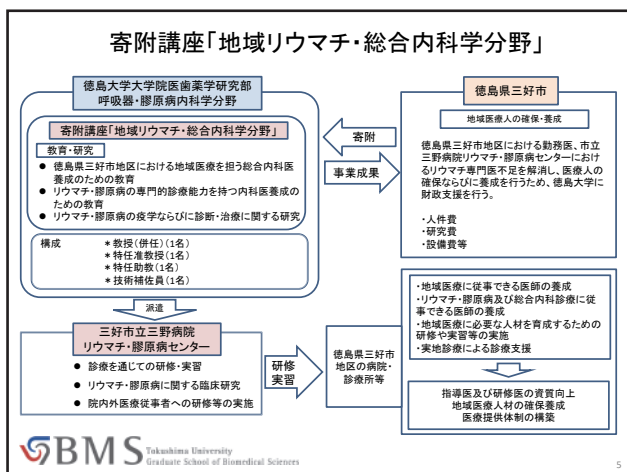 寄附講座「地域リウマチ・総合内科学分野」
徳島大学大学院医歯薬学研究部
呼吸器・膠原病内科学分野
寄附講座「地域リウマチ・総合内科学分野」
教育・研究
● 徳島県三好市地区における地域医療を担う総合内科医
養成のための教育
● リウマチ・膠原病の専門的診療能力を持つ内科医養成の
ための教育
● リウマチ・膠原病の疫学ならびに診断・治療に関する研究
構成
＊教授(併任)(1名)
＊特任准教授(1名)
＊特任助教(1名)
＊技術補佐員(1名)
寄附
事業成果
徳島県三好市
地域医療人の確保・養成
徳島県三好市地区における勤務医、市立
三野病院リウマチ・膠原病センターにおけ
るリウマチ専門医不足を解消し、医療人の
確保ならびに養成を行うため、徳島大学に
財政支援を行う。
・人件費
・研究費
・設備費等
派遣
三好市立三野病院
リウマチ・膠原病センター
● 診療を通じての研修・実習
● リウマチ・膠原病に関する臨床研究
● 院内外医療従事者への研修等の実施
研修
実習
徳島県三好市
地区の病院・
診療所等
・地域医療に従事できる医師の養成
・リウマチ・膠原病及び総合内科診療に従
事できる医師の養成
・地域医療に必要な人材を育成するための
研修や実習等の実施
・実地診療による診療支援
指導医及び研修医の資質向上
地域医療人材の確保養成
医療提供体制の構築
BMS
Tokushima University
Graduate School of Biomedical Sciences
5